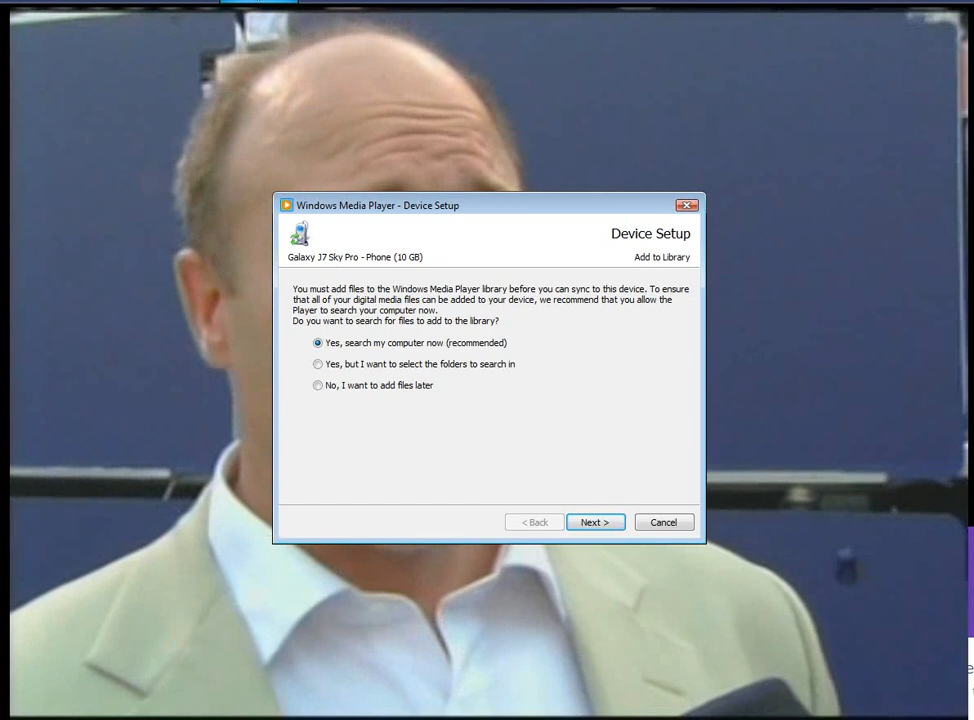 Windows Media Player - Device Setup
Device Setup
Galaxy J7 Sky Pro - Phone (10 GB)
Add to Library
You must add files to the Windows Media Player library before you can sync to this device. To ensure
that all of your digital media files can be added to your device, we recommend that you allow the
Player to search your computer now.
Do you want to search for files to add to the library?
Yes, search my computer now (recommended)
Yes, but I want to select the folders to search in
No, I want to add files later
< Back
Next >
Cancel